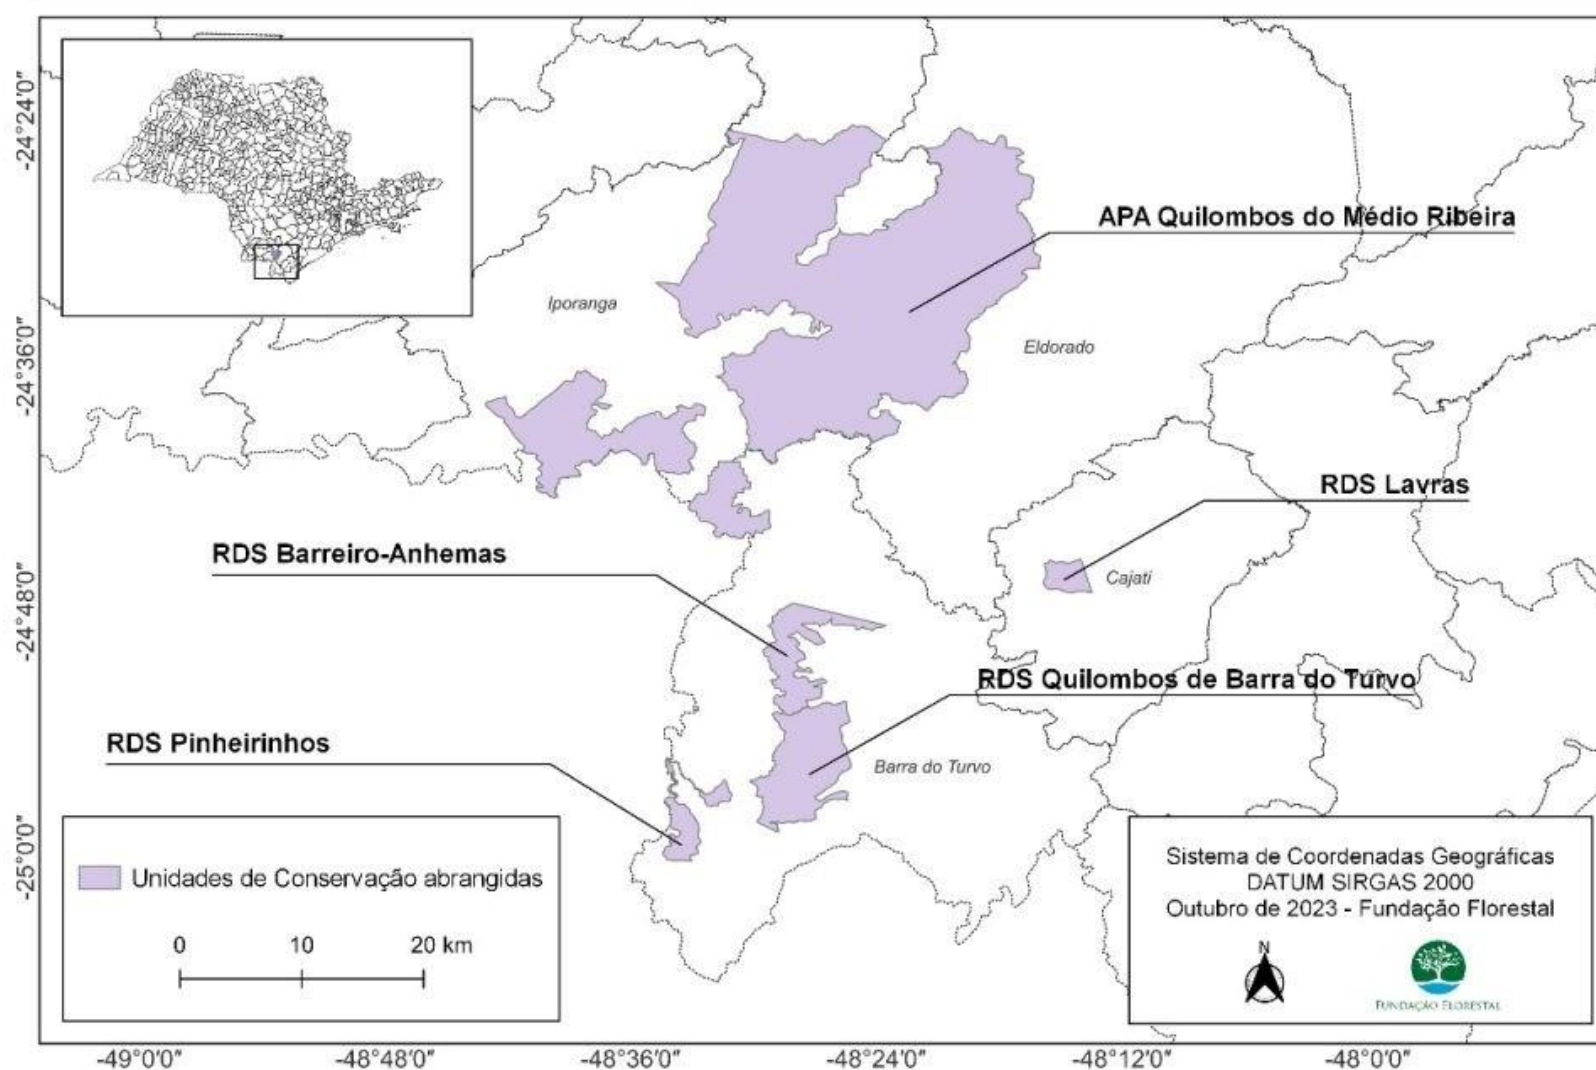 -24°24'0"
-24°36'0"
-24°48'0"
-25°0'0"
APA Quilombos do Médio Ribeira
Iporanga
Eldorado
RDS Lavras
RDS Barreiro-Anhemas
Cajati
RDS Quilombos de Barra do Turvo
RDS Pinheirinhos
Barra do Turvo
Unidades de Conservação abrangidas
0 10 20 km
Sistema de Coordenadas Geográficas
DATUM SIRGAS 2000
Outubro de 2023 - Fundação Florestal
N
FUNDAÇÃO FLORESTAL
-49°0'0" -48°48'0" -48°36'0" -48°24'0" -48°12'0" -48°0'0"